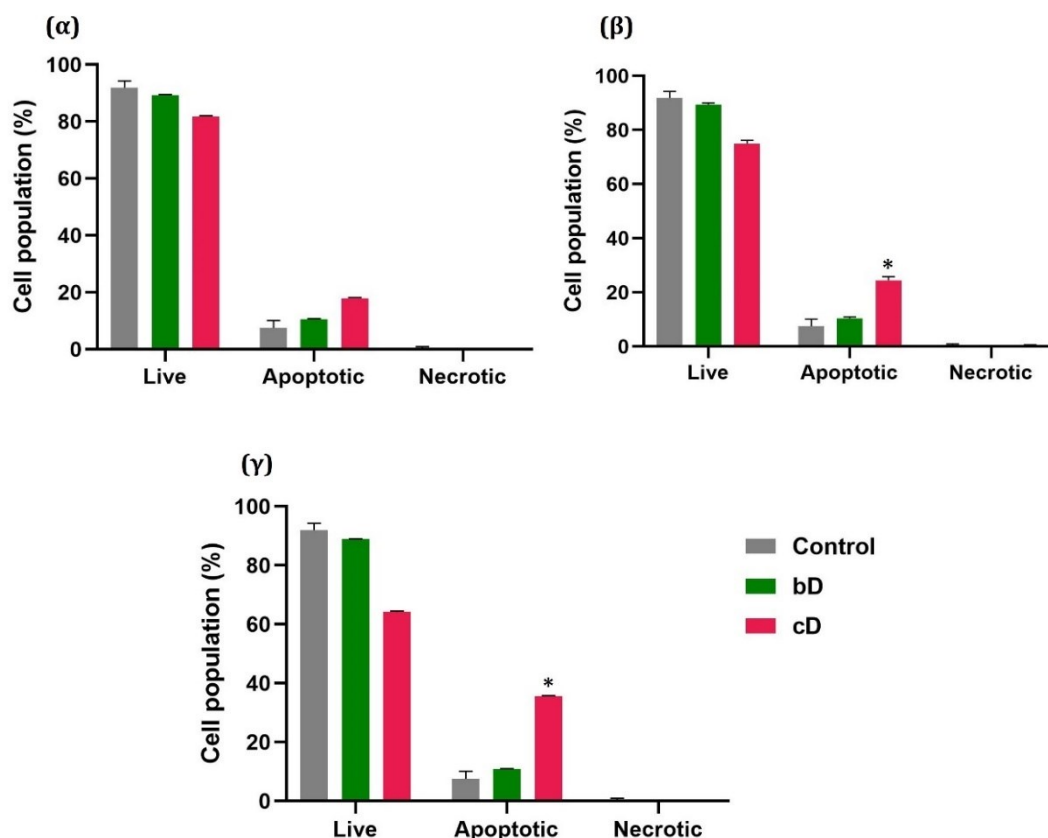 (α)
Cell population (%)
100
80
60
40
20
0
Live Apoptotic Necrotic
(β)
Cell population (%)
100
80
60
40
20
0
*
Live Apoptotic Necrotic
(γ)
Cell population (%)
100
80
60
40
20
0
*
Live Apoptotic Necrotic
Control
bD
cD